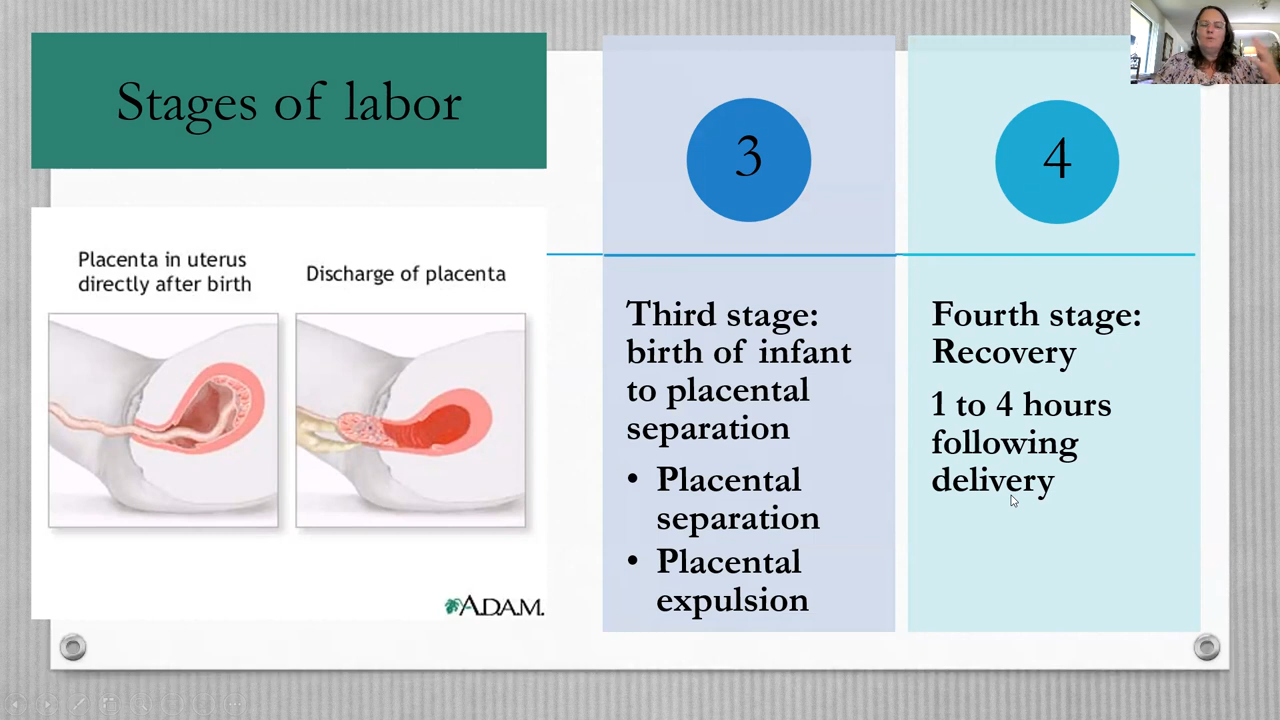 Stages of labor
Placenta in uterus
directly after birth
Discharge of placenta
ADAM.
3
Third stage:
birth of infant
to placental
separation
• Placental
separation
• Placental
expulsion
4
Fourth stage:
Recovery
1 to 4 hours
following
delivery